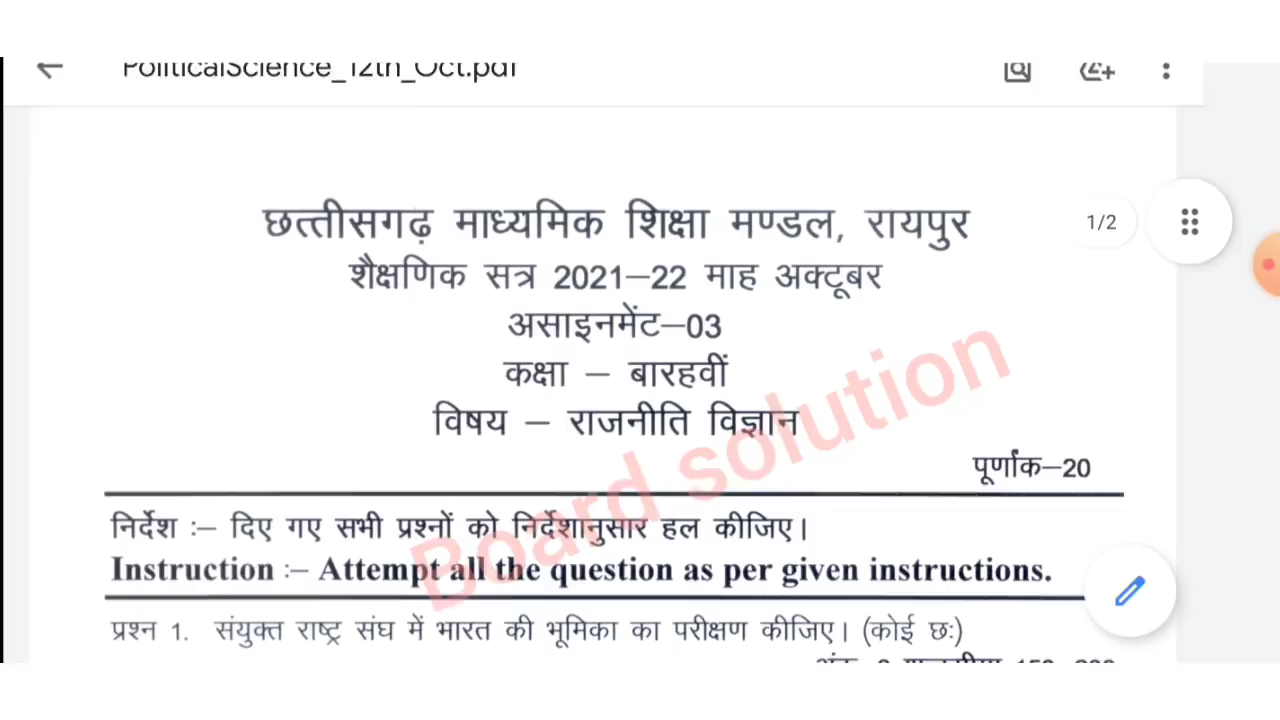 PoliticalScience_12th_Oct.pdf
छत्तीसगढ़ माध्यमिक शिक्षा मण्डल, रायपुर
1/2
शैक्षणिक सत्र 2021–22 माह अक्टूबर
असाइनमेंट–03
कक्षा – बारहवीं
विषय – राजनीति विज्ञान
Board solution
पूर्णांक–20
निर्देश :– दिए गए सभी प्रश्नों को निर्देशानुसार हल कीजिए।
Instruction :– Attempt all the question as per given instructions.
प्रश्न 1. संयुक्त राष्ट्र संघ में भारत की भूमिका का परीक्षण कीजिए। (कोई छः)